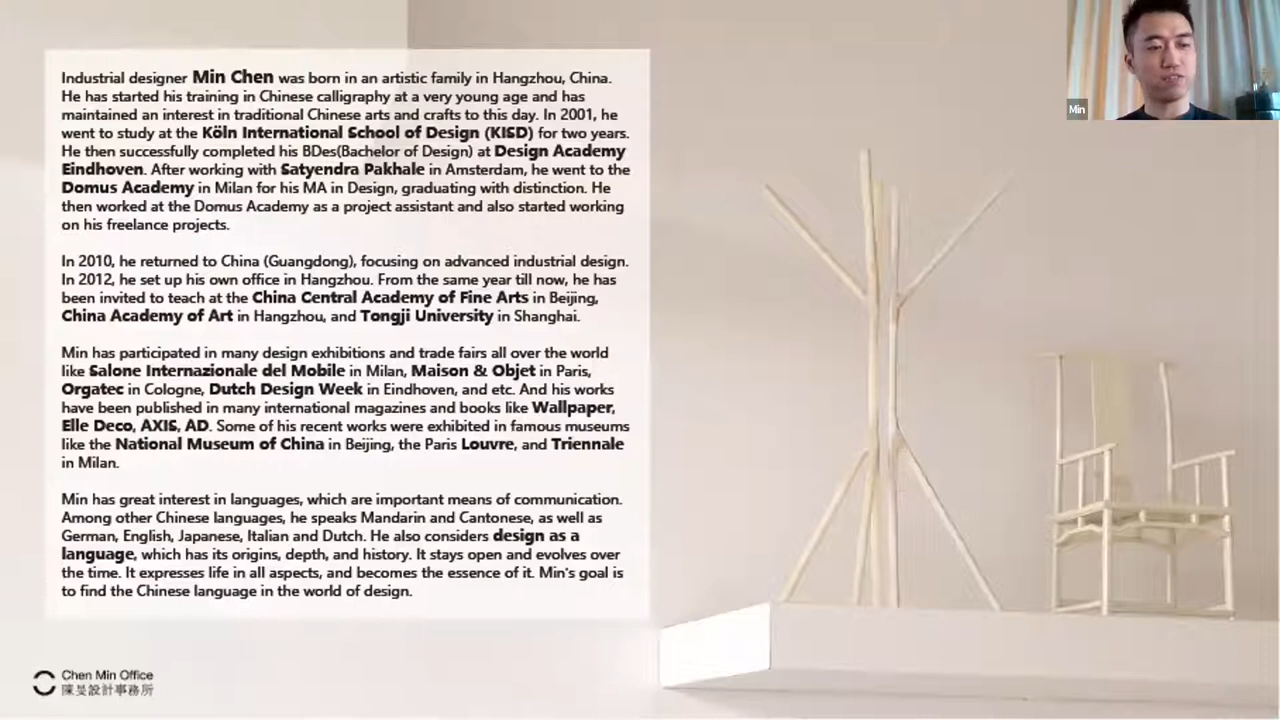 Industrial designer Min Chen was born in an artistic family in Hangzhou, China.
He has started his training in Chinese calligraphy at a very young age and has
maintained an interest in traditional Chinese arts and crafts to this day. In 2001, he
went to study at the Köln International School of Design (KISD) for two years.
He then successfully completed his BDes(Bachelor of Design) at Design Academy
Eindhoven. After working with Satyendra Pakhale in Amsterdam, he went to the
Domus Academy in Milan for his MA in Design, graduating with distinction. He
then worked at the Domus Academy as a project assistant and also started working
on his freelance projects.
In 2010, he returned to China (Guangdong), focusing on advanced industrial design.
In 2012, he set up his own office in Hangzhou. From the same year till now, he has
been invited to teach at the China Central Academy of Fine Arts in Beijing,
China Academy of Art in Hangzhou, and Tongji University in Shanghai.
Min has participated in many design exhibitions and trade fairs all over the world
like Salone Internazionale del Mobile in Milan, Maison & Objet in Paris,
Orgatec in Cologne, Dutch Design Week in Eindhoven, and etc. And his works
have been published in many international magazines and books like Wallpaper,
Elle Deco, AXIS, AD. Some of his recent works were exhibited in famous museums
like the National Museum of China in Beijing, the Paris Louvre, and Triennale
in Milan.
Min has great interest in languages, which are important means of communication.
Among other Chinese languages, he speaks Mandarin and Cantonese, as well as
German, English, Japanese, Italian and Dutch. He also considers design as a
language, which has its origins, depth, and history. It stays open and evolves over
the time. It expresses life in all aspects, and becomes the essence of it. Min's goal is
to find the Chinese language in the world of design.
Chen Min Office
陳旻設計事務所
Min